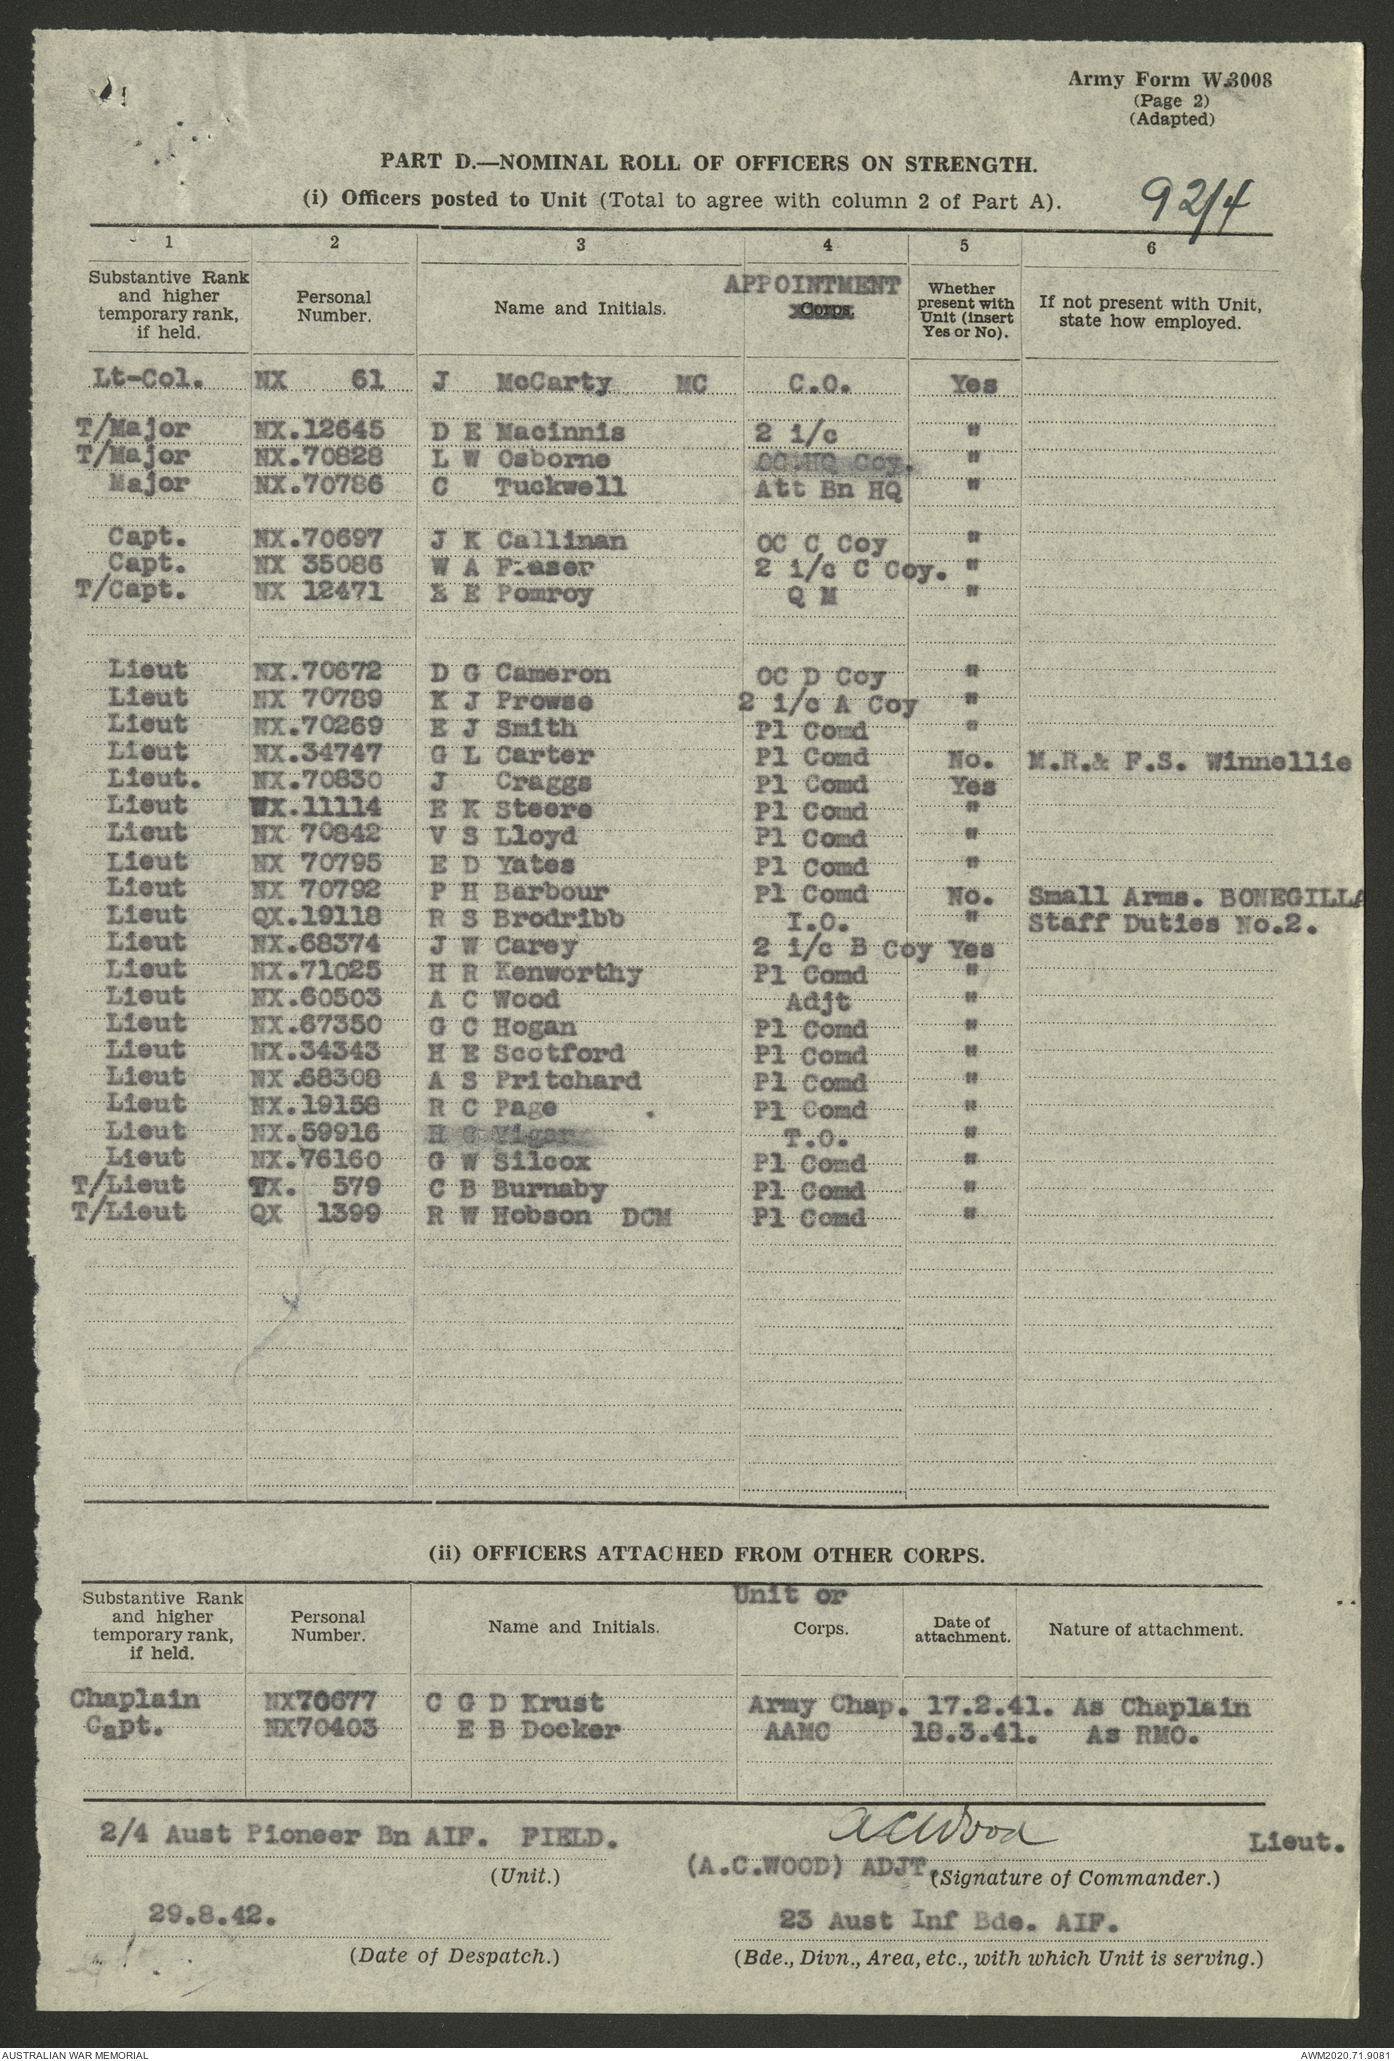 Army Form W.3008
(Page 2)
(Adapted)
PART D.—NOMINAL ROLL OF OFFICERS ON STRENGTH.
(i) Officers posted to Unit (Total to agree with column 2 of Part A).
92/4
1 2 3 4 5 6
Substantive Rank and higher temporary rank, if held. Personal Number. Name and Initials. APPOINTMENT Corps. Whether present with Unit (insert Yes or No). If not present with Unit, state how employed.
Lt-Col. NX 61 J McCarty MC C.O. Yes
T/Major NX.12645 D E Macinnis 2 i/c "
T/Major NX.70828 L W Osborne OC HQ Coy. "
Major NX.70786 C Tuckwell Att Bn HQ "
Capt. NX.70697 J K Callinan OC C Coy "
Capt. NX 35086 W A Fraser 2 i/c C Coy. "
T/Capt. NX 12471 E E Pomroy Q M "
Lieut NX.70672 D G Cameron OC D Coy "
Lieut NX 70789 K J Prowse 2 i/c A Coy "
Lieut NX.70269 E J Smith Pl Comd "
Lieut NX.34747 G L Carter Pl Comd No. M.R.& F.S. Winnellie
Lieut. NX.70830 J Craggs Pl Comd Yes
Lieut WX.11114 E K Steere Pl Comd "
Lieut NX 70842 V S Lloyd Pl Comd "
Lieut NX 70795 E D Yates Pl Comd "
Lieut NX 70792 P H Barbour Pl Comd No. Small Arms. BONEGILLA
Lieut QX.19118 R S Brodribb I.O. " Staff Duties No.2.
Lieut NX.68374 J W Carey 2 i/c B Coy Yes
Lieut NX.71025 H R Kenworthy Pl Comd "
Lieut NX.60503 A C Wood Adjt "
Lieut NX.67350 G C Hogan Pl Comd "
Lieut NX.34343 H E Scotford Pl Comd "
Lieut NX.68308 A S Pritchard Pl Comd "
Lieut NX.19158 R C Page Pl Comd "
Lieut NX.59916 H G Vigar T.O. "
Lieut NX.76160 G W Silcox Pl Comd "
T/Lieut TX. 579 C B Burnaby Pl Comd "
T/Lieut QX 1399 R W Hobson DCM Pl Comd "
(ii) OFFICERS ATTACHED FROM OTHER CORPS.
Substantive Rank and higher temporary rank, if held. Personal Number. Name and Initials. Unit or Corps. Date of attachment. Nature of attachment.
Chaplain NX70677 C G D Krust Army Chap. 17.2.41. As Chaplain
Capt. NX70403 E B Docker AAMC 18.3.41. As RMO.
2/4 Aust Pioneer Bn AIF. FIELD. ACWood Lieut.
(Unit.) (A.C.WOOD) ADJT. (Signature of Commander.)
29.8.42. 23 Aust Inf Bde. AIF.
(Date of Despatch.) (Bde., Divn., Area, etc., with which Unit is serving.)
AUSTRALIAN WAR MEMORIAL AWM2020.71.9081